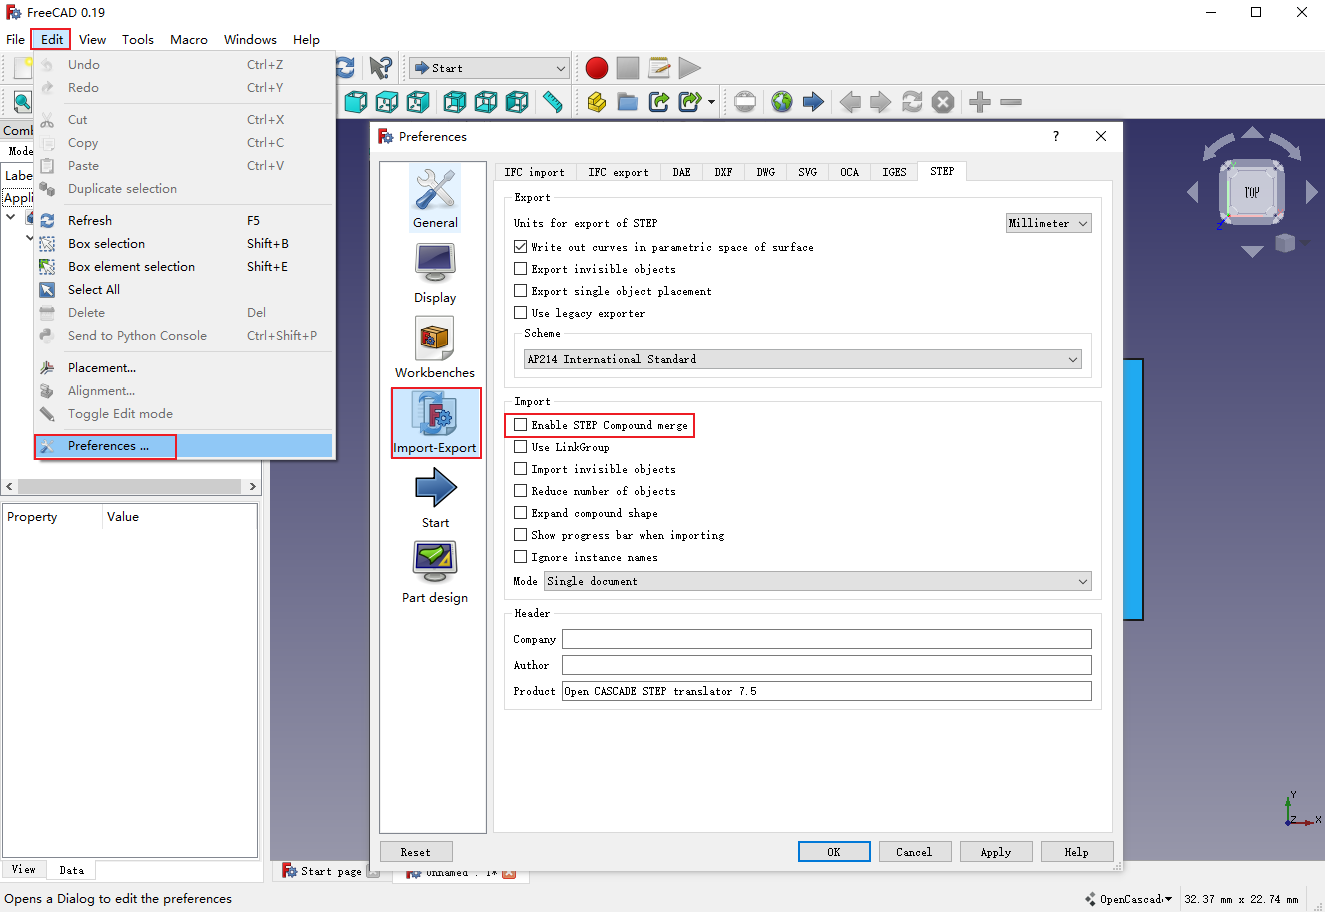 FreeCAD 0.19
File Edit View Tools Macro Windows Help
Undo Ctrl+Z
Redo Ctrl+Y
Cut Ctrl+X
Copy Ctrl+C
Paste Ctrl+V
Duplicate selection
Refresh F5
Box selection Shift+B
Box element selection Shift+E
Select All
Delete Del
Send to Python Console Ctrl+Shift+P
Placement...
Alignment...
Toggle Edit mode
Preferences ...
Start
Comb
Mode
Labe
Appli
Property Value
View Data
Preferences
?
General
Display
Workbenches
Import-Export
Start
Part design
IFC import IFC export DAE DXF DWG SVG OCA IGES STEP
Export
Units for export of STEP Millimeter
Write out curves in parametric space of surface
Export invisible objects
Export single object placement
Use legacy exporter
Scheme
AP214 International Standard
Import
Enable STEP Compound merge
Use LinkGroup
Import invisible objects
Reduce number of objects
Expand compound shape
Show progress bar when importing
Ignore instance names
Mode Single document
Header
Company
Author
Product Open CASCADE STEP translator 7.5
Reset OK Cancel Apply Help
TOP
Z
Y
Z X
Start page Unnamed : 1*
Opens a Dialog to edit the preferences
OpenCascade 32.37 mm x 22.74 mm